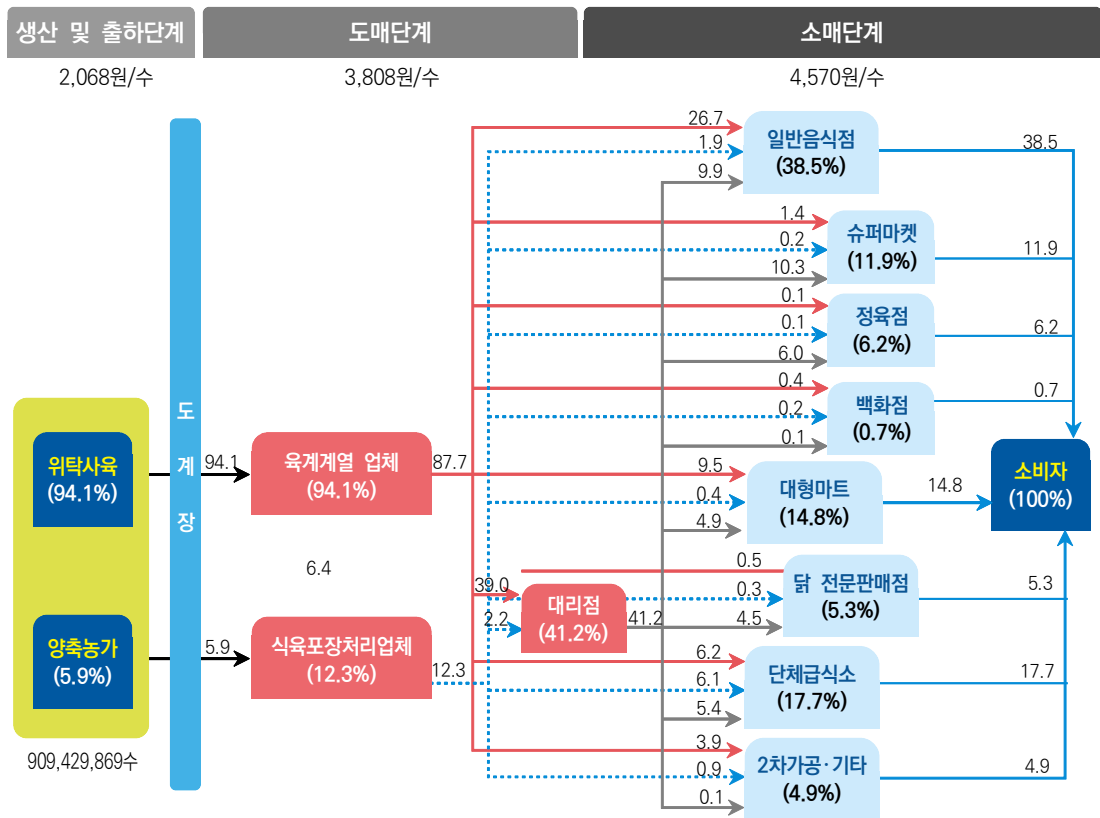 생산 및 출하단계
도매단계
소매단계
2,068원/수
3,808원/수
4,570원/수
26.7
1.9
9.9
일반음식점
(38.5%)
38.5
1.4
0.2
10.3
슈퍼마켓
(11.9%)
11.9
0.1
0.1
6.0
정육점
(6.2%)
6.2
0.4
0.2
0.1
백화점
(0.7%)
0.7
도
계
장
위탁사육
(94.1%)
94.1
육계계열 업체
(94.1%)
87.7
9.5
0.4
4.9
대형마트
(14.8%)
14.8
소비자
(100%)
6.4
39.0
2.2
대리점
(41.2%)
41.2
0.5
0.3
4.5
닭 전문판매점
(5.3%)
5.3
양축농가
(5.9%)
5.9
식육포장처리업체
(12.3%)
12.3
6.2
6.1
5.4
단체급식소
(17.7%)
17.7
3.9
0.9
0.1
2차가공·기타
(4.9%)
4.9
909,429,869수